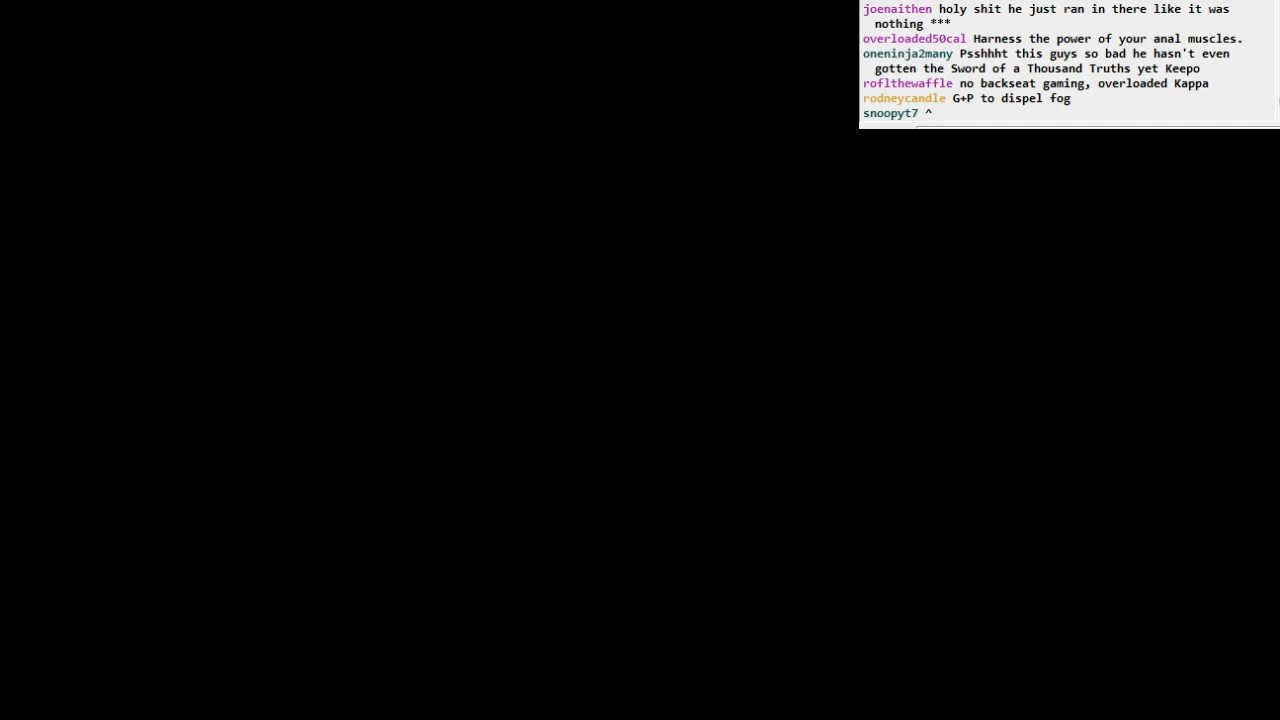 joenaithen holy shit he just ran in there like it was
nothing ***
overloaded50cal Harness the power of your anal muscles.
oneninja2many Psshhht this guys so bad he hasn't even
gotten the Sword of a Thousand Truths yet Keepo
roflthewaffle no backseat gaming, overloaded Kappa
rodneycandle G+P to dispel fog
snoopyt7 ^